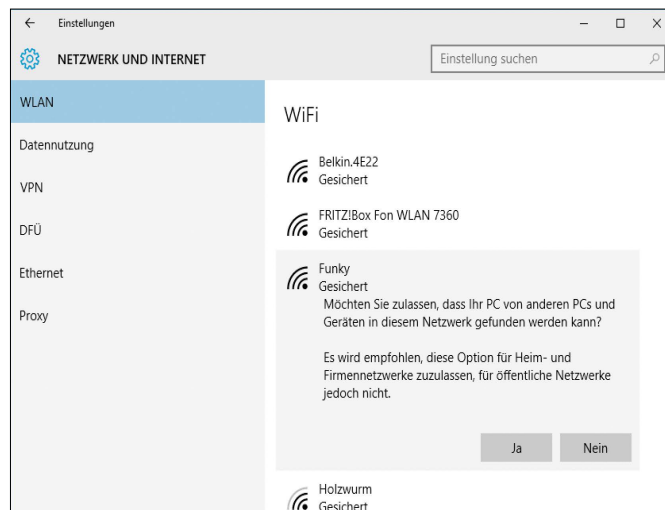 Einstellungen
NETZWERK UND INTERNET
Einstellung suchen
WLAN
Datennutzung
VPN
DFÜ
Ethernet
Proxy
WiFi
Belkin.4E22
Gesichert
FRITZ!Box Fon WLAN 7360
Gesichert
Funky
Gesichert
Möchten Sie zulassen, dass Ihr PC von anderen PCs und
Geräten in diesem Netzwerk gefunden werden kann?
Es wird empfohlen, diese Option für Heim- und
Firmennetzwerke zuzulassen, für öffentliche Netzwerke
jedoch nicht.
Ja
Nein
Holzwurm
Gesichert